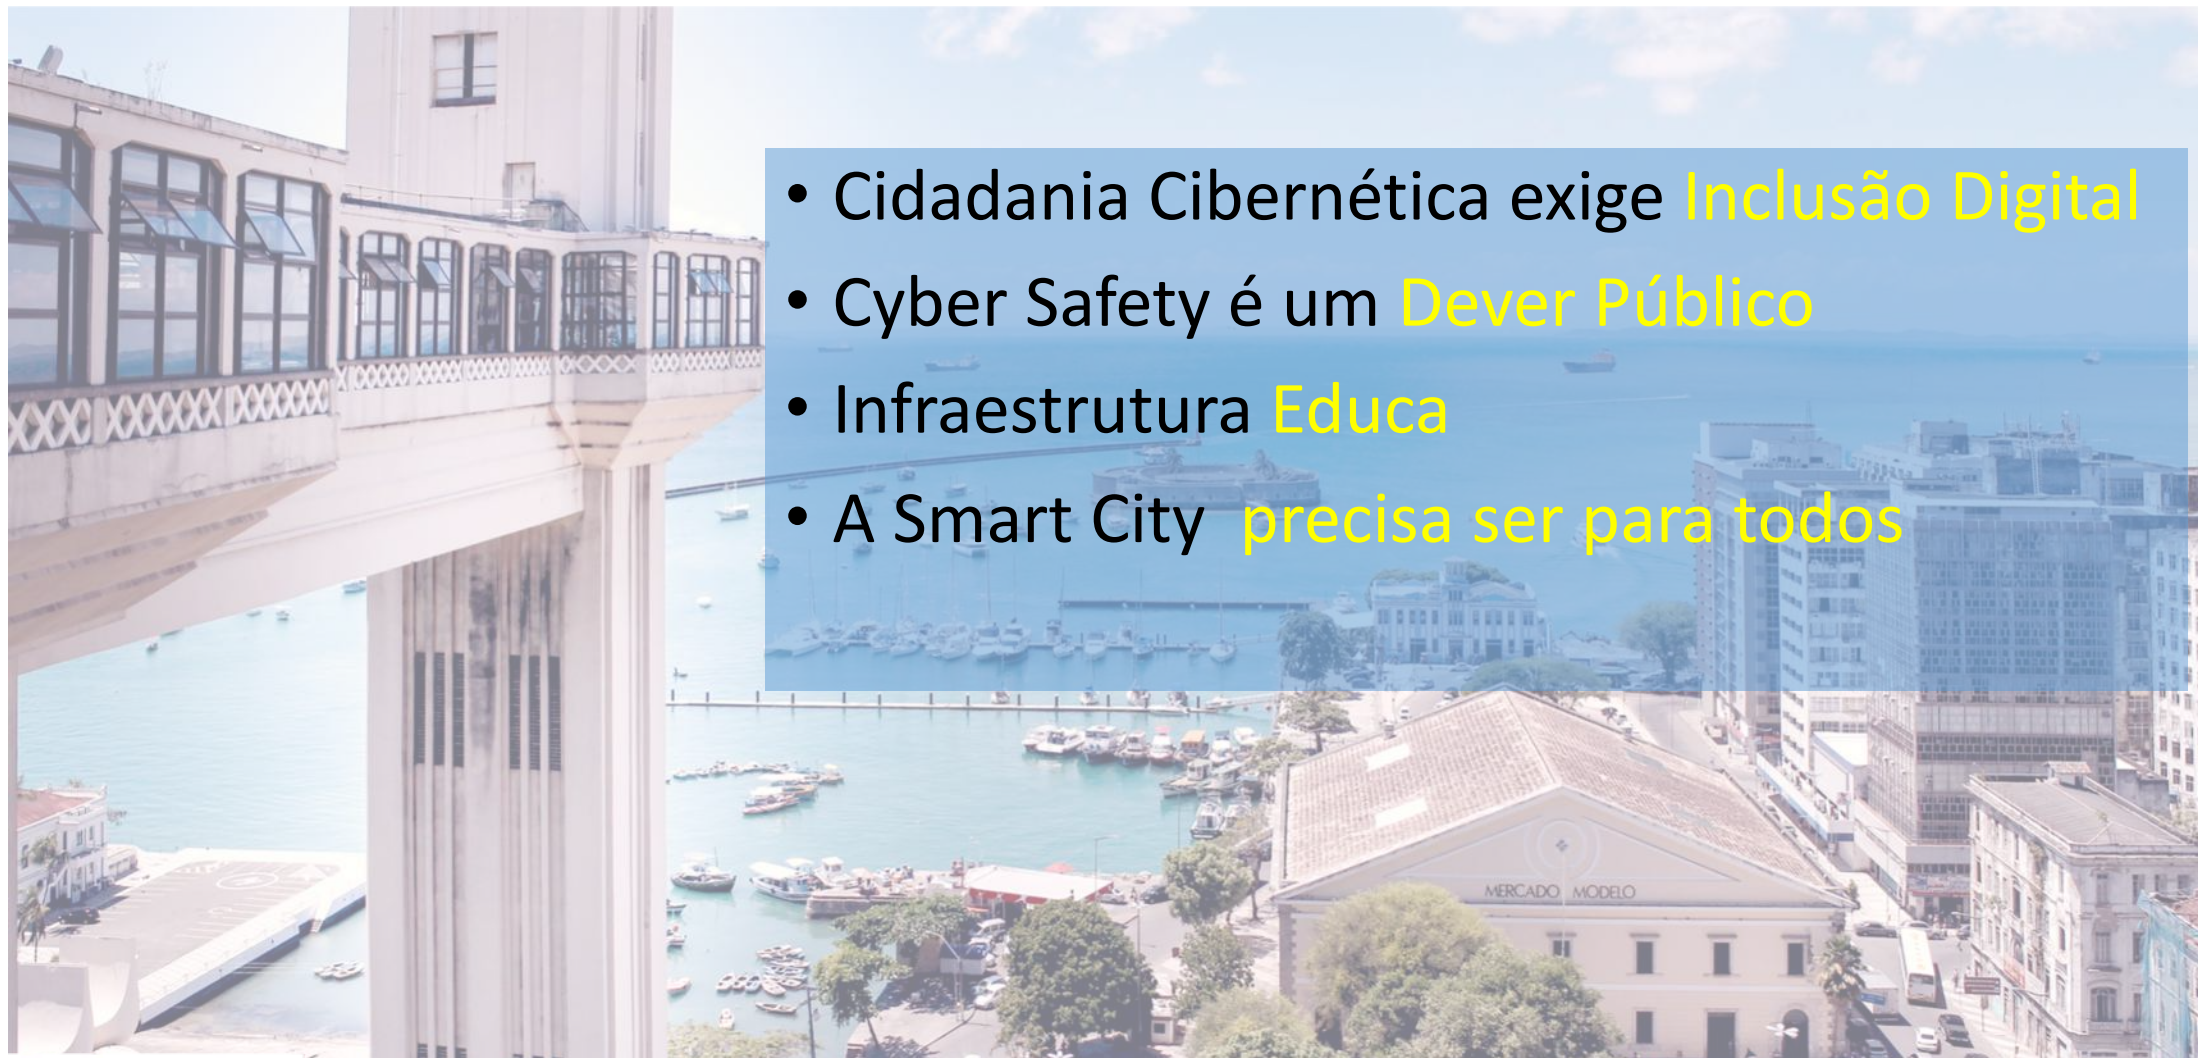 • Cidadania Cibernética exige Inclusão Digital
• Cyber Safety é um Dever Público
• Infraestrutura Educa
• A Smart City precisa ser para todos
MERCADO MODELO